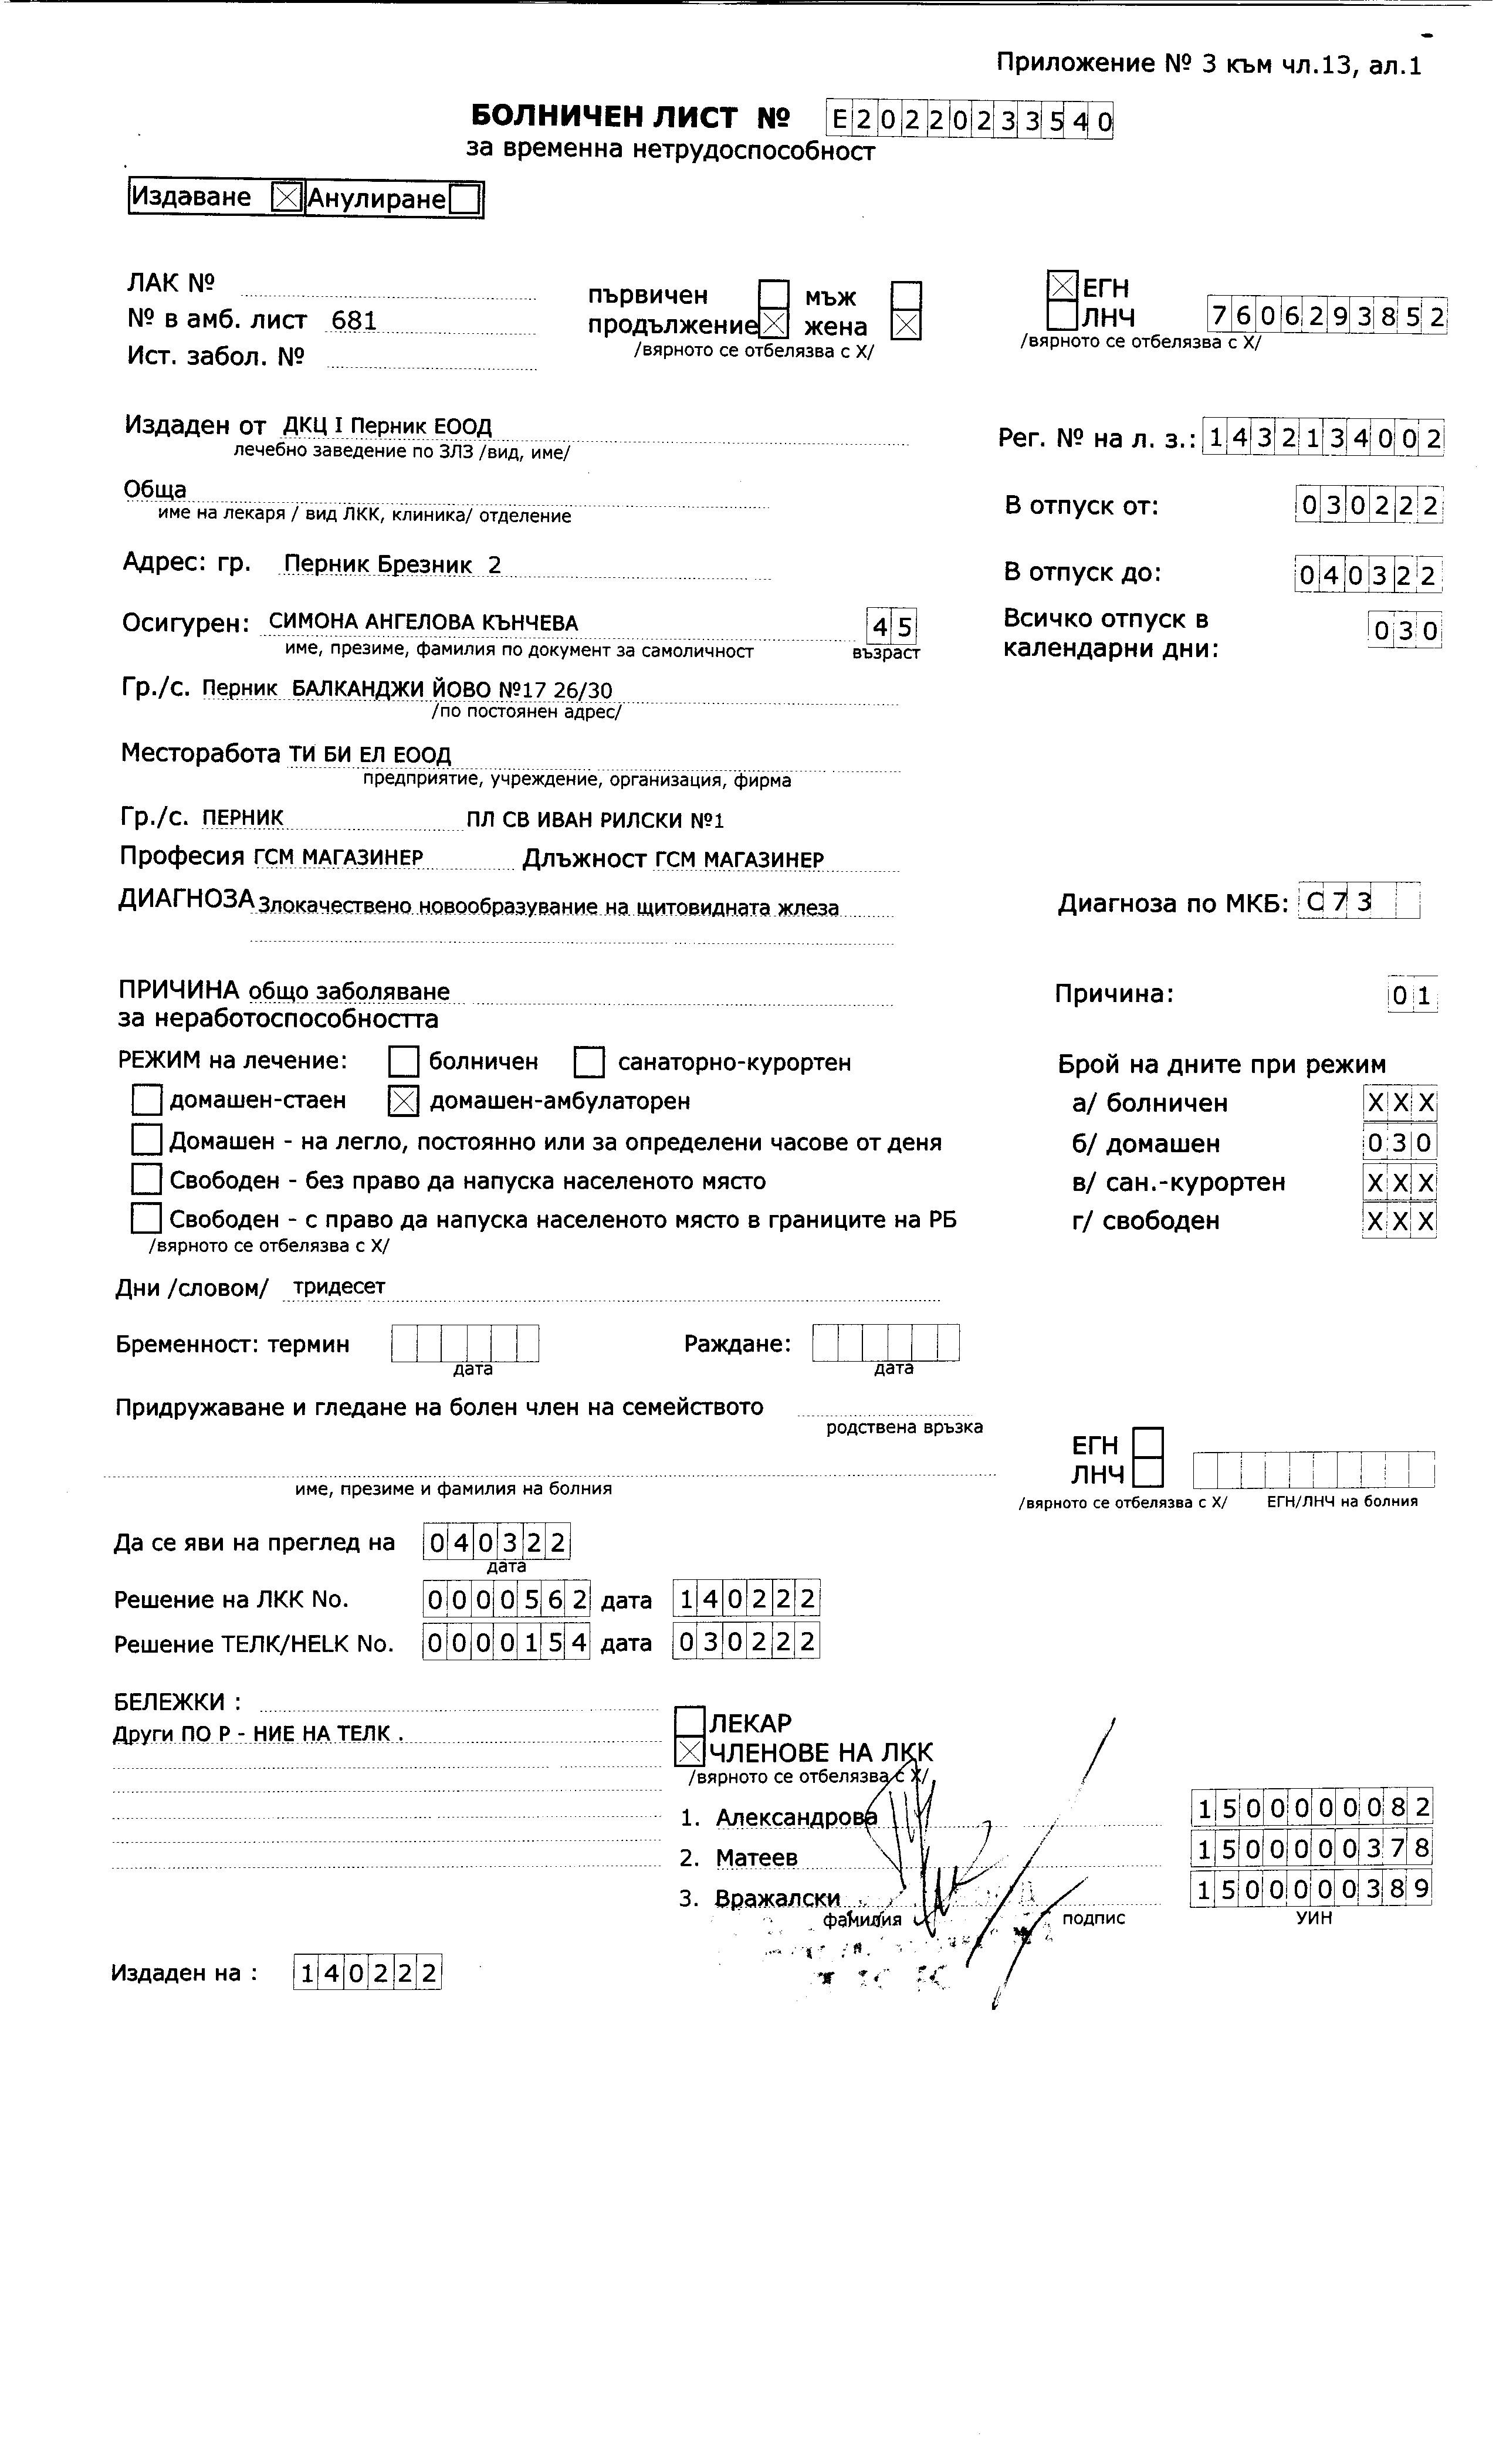 Приложение № 3 към чл.13, ал.1
БОЛНИЧЕН ЛИСТ № E20220233540
за временна нетрудоспособност
Издаване X Анулиране
ЛАК №
първичен мъж
X ЕГН
№ в амб. лист 681
продължение X жена X
ЛНЧ 7606293852
Ист. забол. №
/вярното се отбелязва с Х/
/вярното се отбелязва с Х/
Издаден от ДКЦ I Перник ЕООД
лечебно заведение по ЗЛЗ /вид, име/
Рег. № на л. з.: 1432134002
Обща
име на лекаря / вид ЛКК, клиника/ отделение
В отпуск от: 030222
Адрес: гр. Перник Брезник 2
В отпуск до: 040322
Осигурен: СИМОНА АНГЕЛОВА КЪНЧЕВА 45
име, презиме, фамилия по документ за самоличност възраст
Всичко отпуск в
календарни дни: 030
Гр./с. Перник БАЛКАНДЖИ ЙОВО №17 26/30
/по постоянен адрес/
Месторабота ТИ БИ ЕЛ ЕООД
предприятие, учреждение, организация, фирма
Гр./с. ПЕРНИК ПЛ СВ ИВАН РИЛСКИ №1
Професия ГСМ МАГАЗИНЕР Длъжност ГСМ МАГАЗИНЕР
ДИАГНОЗА Злокачествено новообразувание на щитовидната жлеза
Диагноза по МКБ: C73
ПРИЧИНА общо заболяване
за неработоспособността
Причина: 01
РЕЖИМ на лечение: болничен санаторно-курортен
Брой на дните при режим
домашен-стаен X домашен-амбулаторен
а/ болничен XXX
Домашен - на легло, постоянно или за определени часове от деня
б/ домашен 030
Свободен - без право да напуска населеното място
в/ сан.-курортен XXX
Свободен - с право да напуска населеното място в границите на РБ
г/ свободен XXX
/вярното се отбелязва с Х/
Дни /словом/ тридесет
Бременност: термин Раждане:
дата дата
Придружаване и гледане на болен член на семейството
родствена връзка
ЕГН
ЛНЧ
име, презиме и фамилия на болния
/вярното се отбелязва с Х/ ЕГН/ЛНЧ на болния
Да се яви на преглед на 040322
дата
Решение на ЛКК No. 0000562 дата 140222
Решение ТЕЛК/HELK No. 0000154 дата 030222
БЕЛЕЖКИ :
Други ПО Р - НИЕ НА ТЕЛК .
ЛЕКАР
X ЧЛЕНОВЕ НА ЛКК
/вярното се отбелязва с Х/
1. Александрова 1500000082
2. Матеев 1500000378
3. Вражалски 1500000389
фамилия подпис УИН
Издаден на : 140222